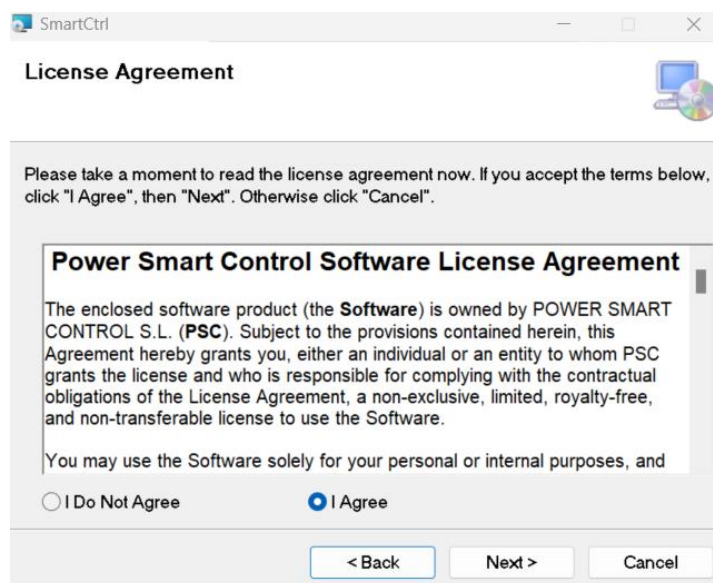 SmartCtrl
License Agreement
Please take a moment to read the license agreement now. If you accept the terms below,
click "I Agree", then "Next". Otherwise click "Cancel".
Power Smart Control Software License Agreement
The enclosed software product (the Software) is owned by POWER SMART
CONTROL S.L. (PSC). Subject to the provisions contained herein, this
Agreement hereby grants you, either an individual or an entity to whom PSC
grants the license and who is responsible for complying with the contractual
obligations of the License Agreement, a non-exclusive, limited, royalty-free,
and non-transferable license to use the Software.
You may use the Software solely for your personal or internal purposes, and
I Do Not Agree
I Agree
< Back
Next >
Cancel